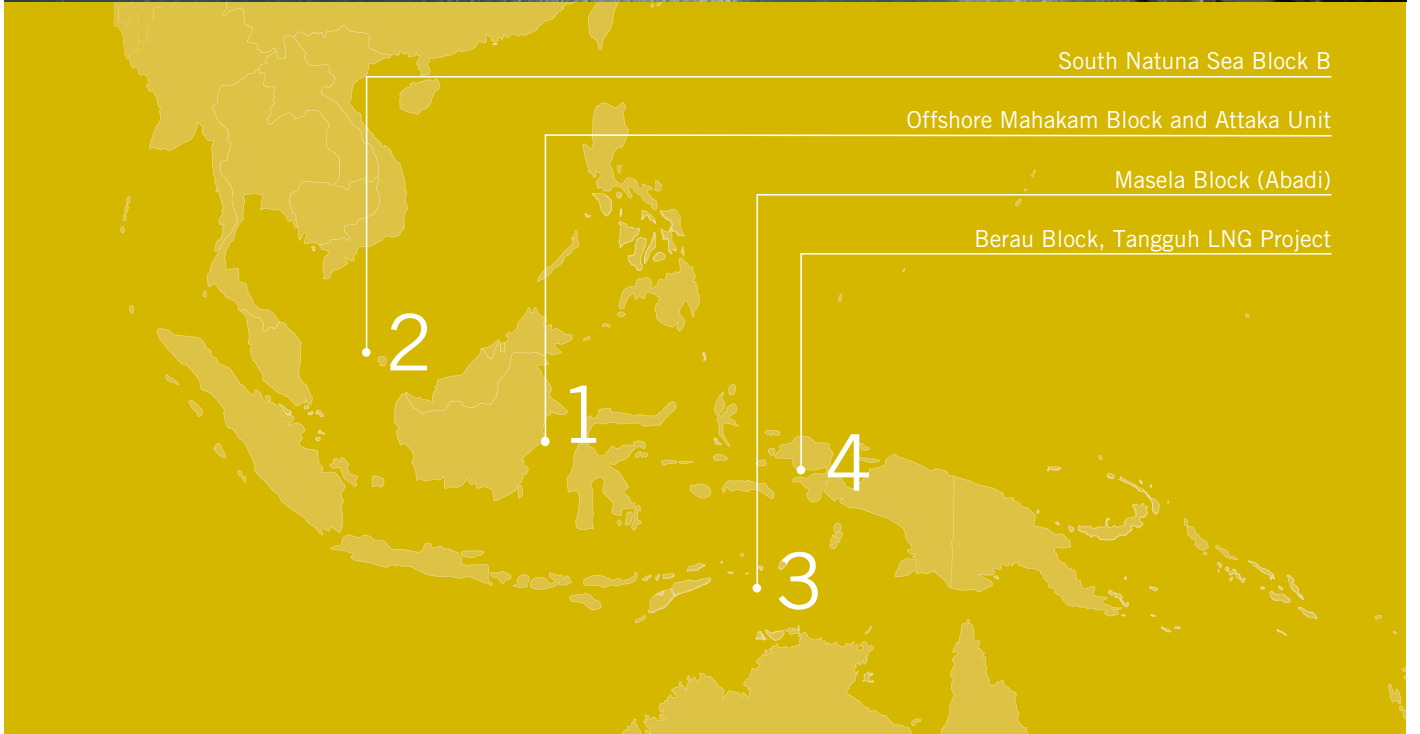 South Natuna Sea Block B
Offshore Mahakam Block and Attaka Unit
Masela Block (Abadi)
Berau Block, Tangguh LNG Project
2
1
4
3